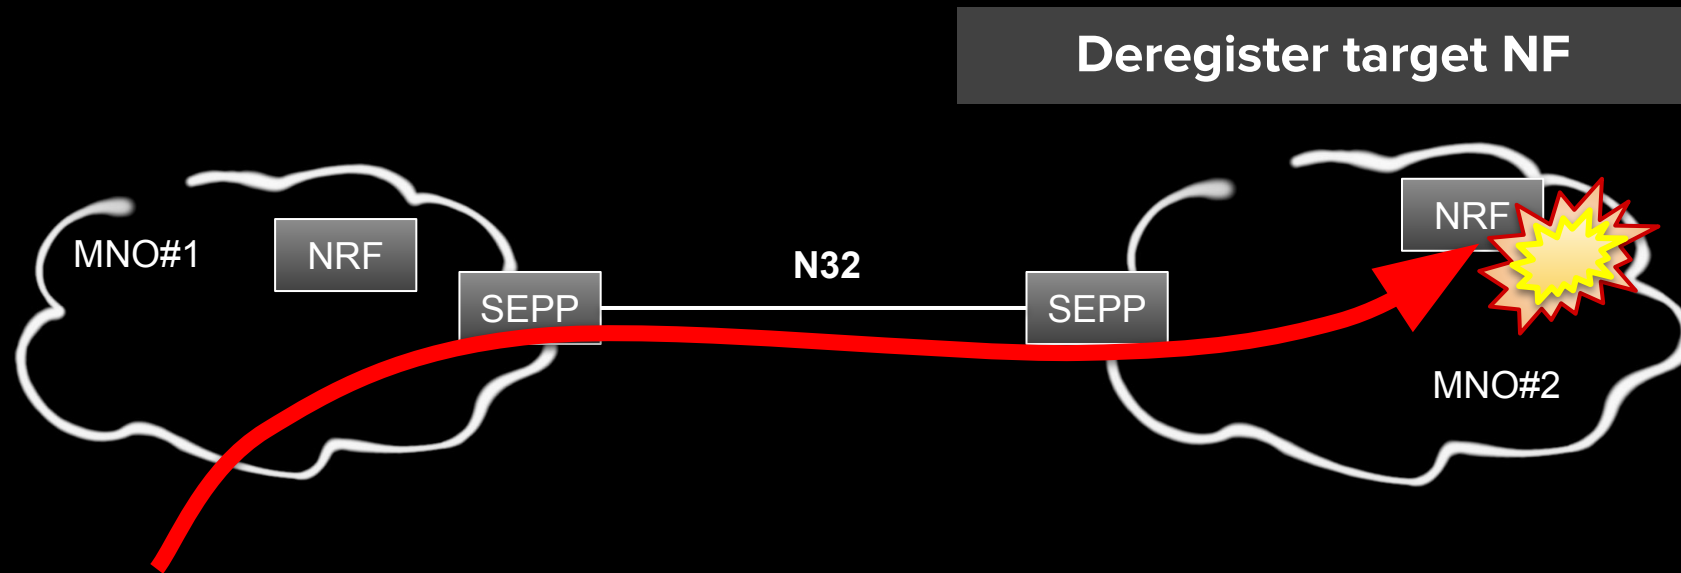 Deregister target NF
MNO#1
NRF
SEPP
N32
SEPP
NRF
MNO#2